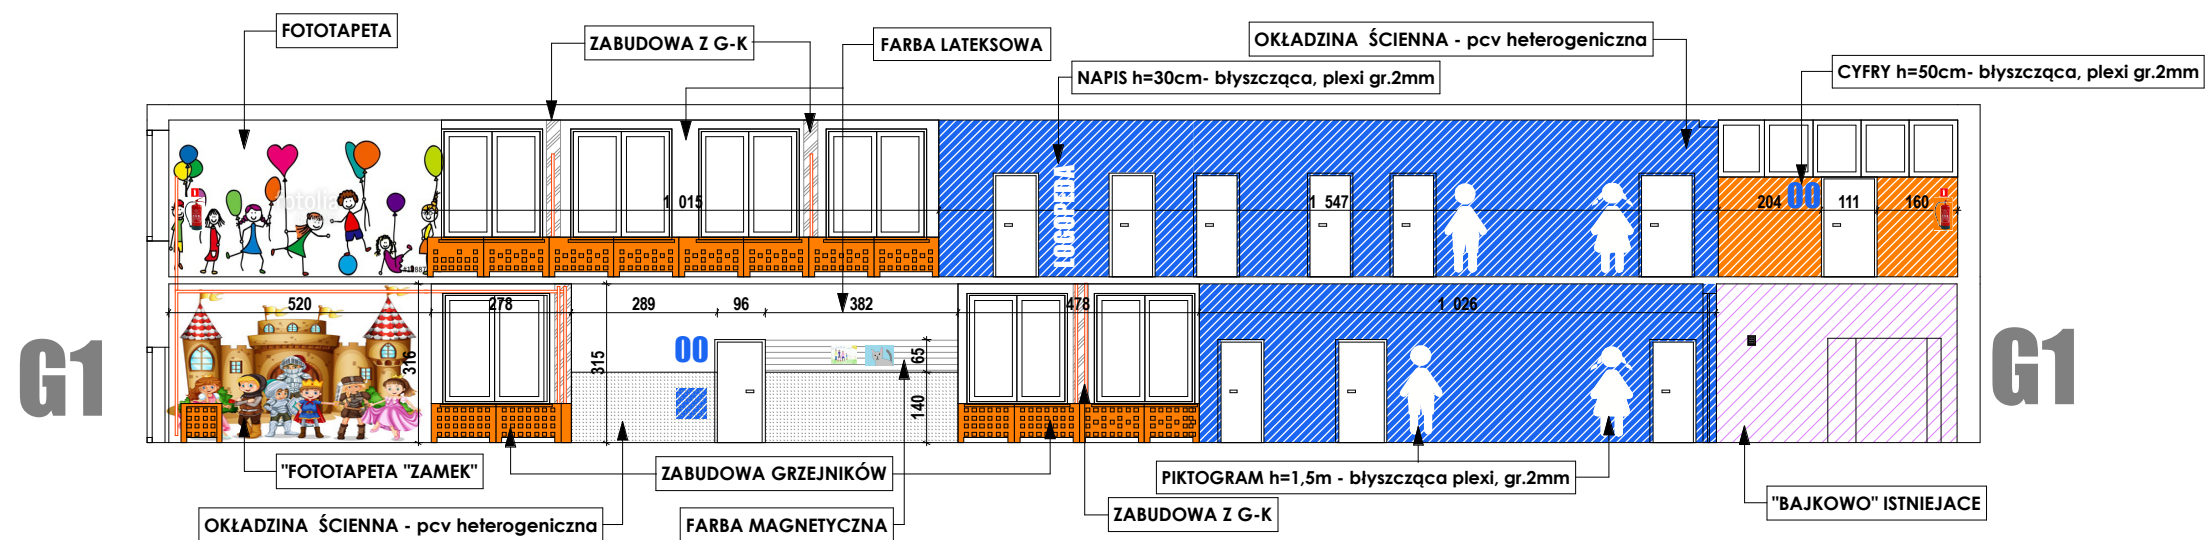 FOTOTAPETA
ZABUDOWA Z G-K
FARBA LATEKSOWA
OKŁADZINA ŚCIENNA - pcv heterogeniczna
NAPIS h=30cm- błyszcząca, plexi gr.2mm
CYFRY h=50cm- błyszcząca, plexi gr.2mm
fotolia
1 015
LOGOPEDA
1 547
204
00
111
160
520
278
289
96
382
478
1 026
316
315
00
65
140
G1
G1
"FOTOTAPETA "ZAMEK"
ZABUDOWA GRZEJNIKÓW
PIKTOGRAM h=1,5m - błyszcząca plexi, gr.2mm
"BAJKOWO" ISTNIEJACE
OKŁADZINA ŚCIENNA - pcv heterogeniczna
FARBA MAGNETYCZNA
ZABUDOWA Z G-K